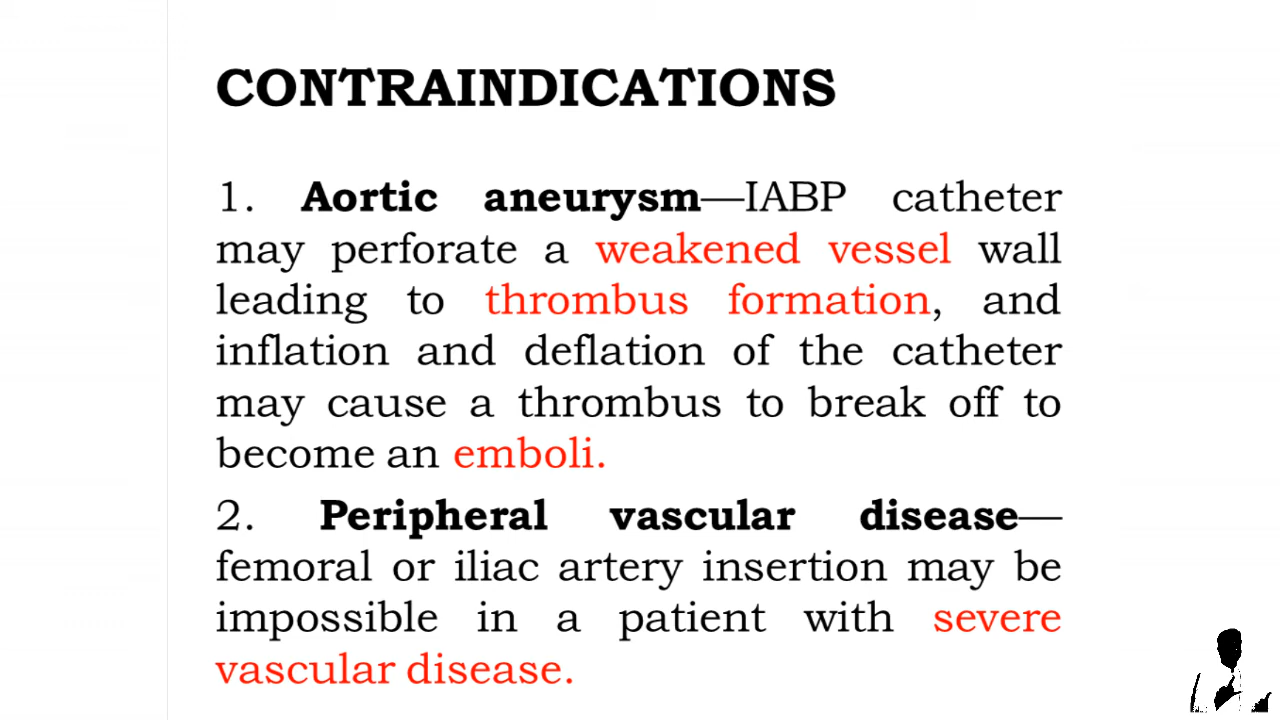 CONTRAINDICATIONS
1. Aortic aneurysm—IABP catheter
may perforate a weakened vessel wall
leading to thrombus formation, and
inflation and deflation of the catheter
may cause a thrombus to break off to
become an emboli.
2. Peripheral vascular disease—
femoral or iliac artery insertion may be
impossible in a patient with severe
vascular disease.